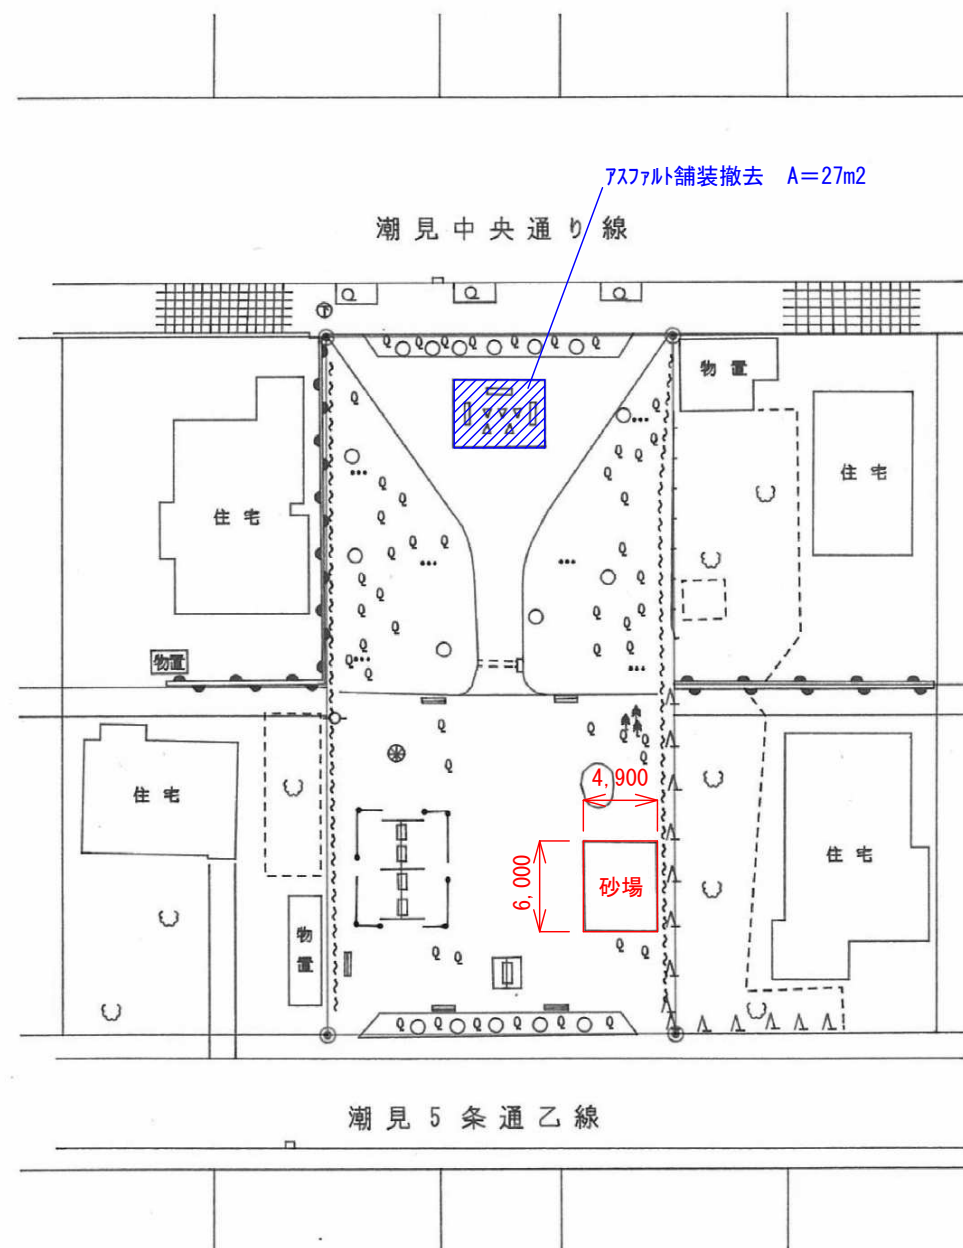 アスファルト舗装撤去 A=27m2
潮見中央通り線
物置
住宅
住宅
物置
4,900
住宅
6,000
砂場
住宅
物
置
潮見5条通乙線